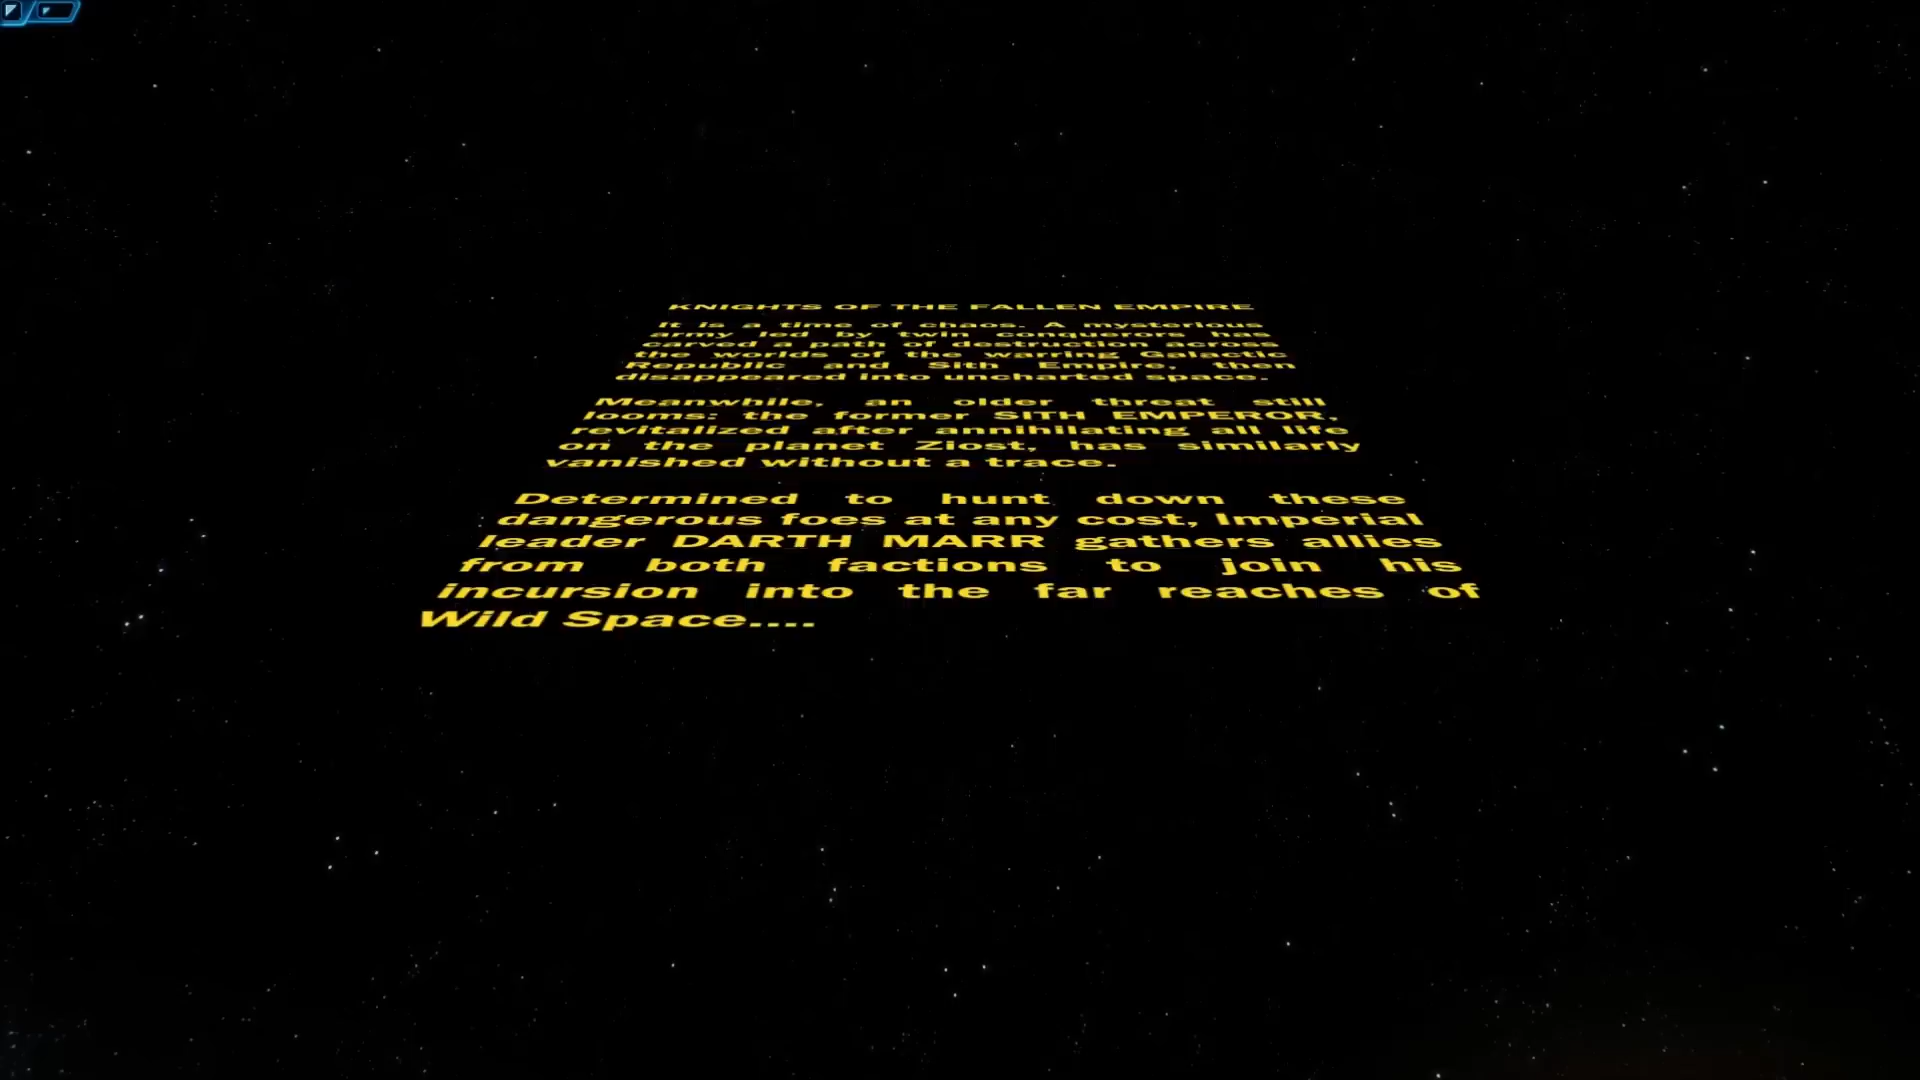 KNIGHTS OF THE FALLEN EMPIRE
It is a time of chaos. A mysterious
army led by twin conquerors has
carved a path of destruction across
the worlds of the warring Galactic
Republic and Sith Empire, then
disappeared into uncharted space.
Meanwhile, an older threat still
looms: the former SITH EMPEROR,
revitalized after annihilating all life
on the planet Ziost, has similarly
vanished without a trace.
Determined to hunt down these
dangerous foes at any cost, Imperial
leader DARTH MARR gathers allies
from both factions to join his
incursion into the far reaches of
Wild Space....